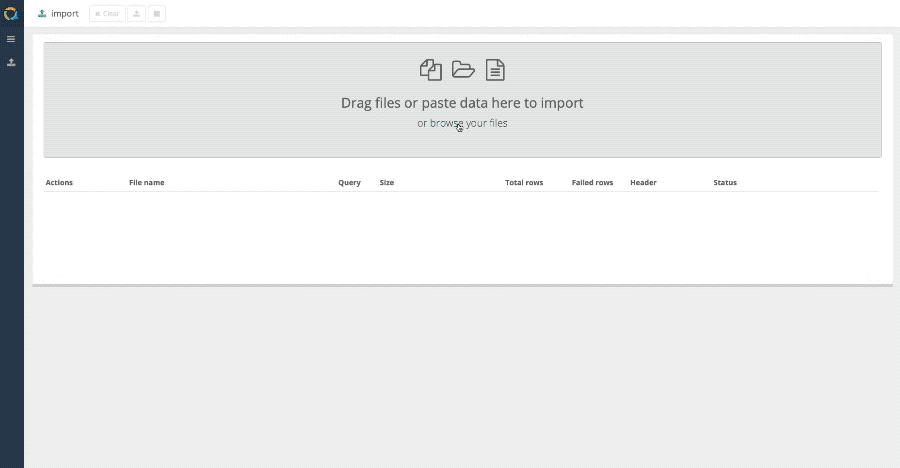 import
Clear
Drag files or paste data here to import
or browse your files
Actions File name Query Size Total rows Failed rows Header Status